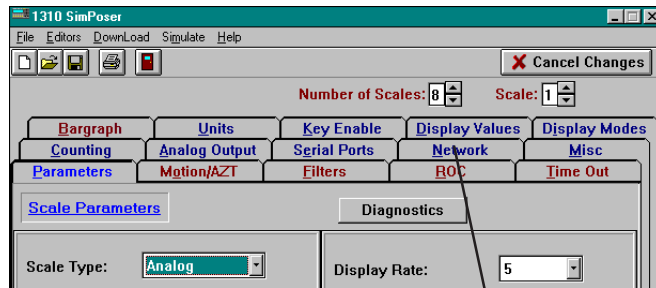 1310 SimPoser
File Editors DownLoad Simulate Help
Cancel Changes
Number of Scales: 8 Scale: 1
Bargraph Units Key Enable Display Values Display Modes
Counting Analog Output Serial Ports Network Misc
Parameters Motion/AZT Filters ROC Time Out
Scale Parameters Diagnostics
Scale Type: Analog Display Rate: 5